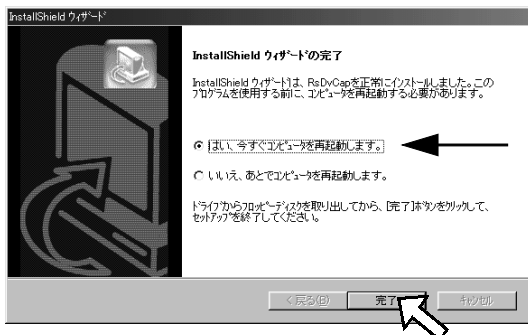 InstallShield ウィザード
InstallShield ウィザードの完了
InstallShield ウィザードは、RsDvCapを正常にインストールしました。この
プログラムを使用する前に、コンピュータを再起動する必要があります。
はい、今すぐコンピュータを再起動します。
いいえ、あとでコンピュータを再起動します。
ドライブからフロッピーディスクを取り出してから、[完了]ボタンをクリックして、
セットアップを終了してください。
< 戻る(B)
完了
キャンセル